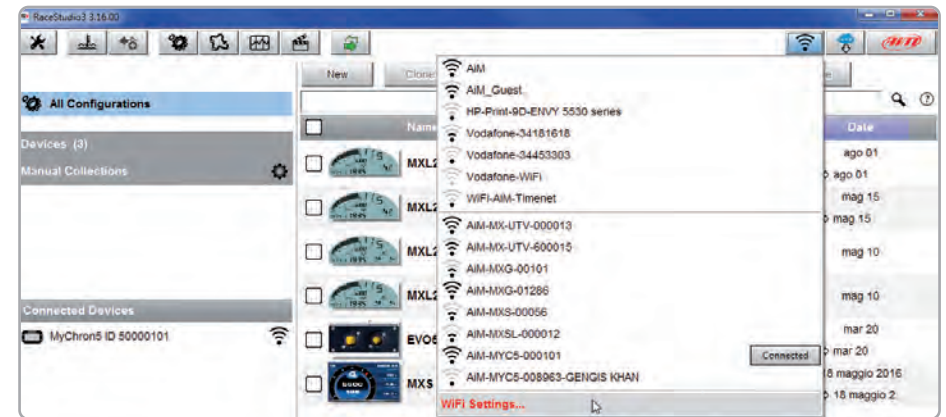 RaceStudio3 3.16.00
AiM
New
Clone
AiM
AiM_Guest
HP-Print-9D-ENVY 5530 series
Vodafone-34181618
Vodafone-34453303
Vodafone-WiFi
WiFi-AiM-Timenet
AiM-MX-UTV-000013
AiM-MX-UTV-600015
AiM-MXG-00101
AiM-MXG-01286
AiM-MXS-00056
AiM-MXSL-000012
AiM-MYC5-000101
Connected
AiM-MYC5-008963-GENGIS KHAN
WiFi Settings...
All Configurations
Devices (3)
Manual Collections
Connected Devices
MyChron5 ID 50000101
Name
MXL2
MXL2
MXL2
MXL2
EVO5
MXS
Date
ago 01
ago 01
mag 15
mag 15
mag 10
mag 10
mar 20
mar 20
8 maggio 2016
18 maggio 2